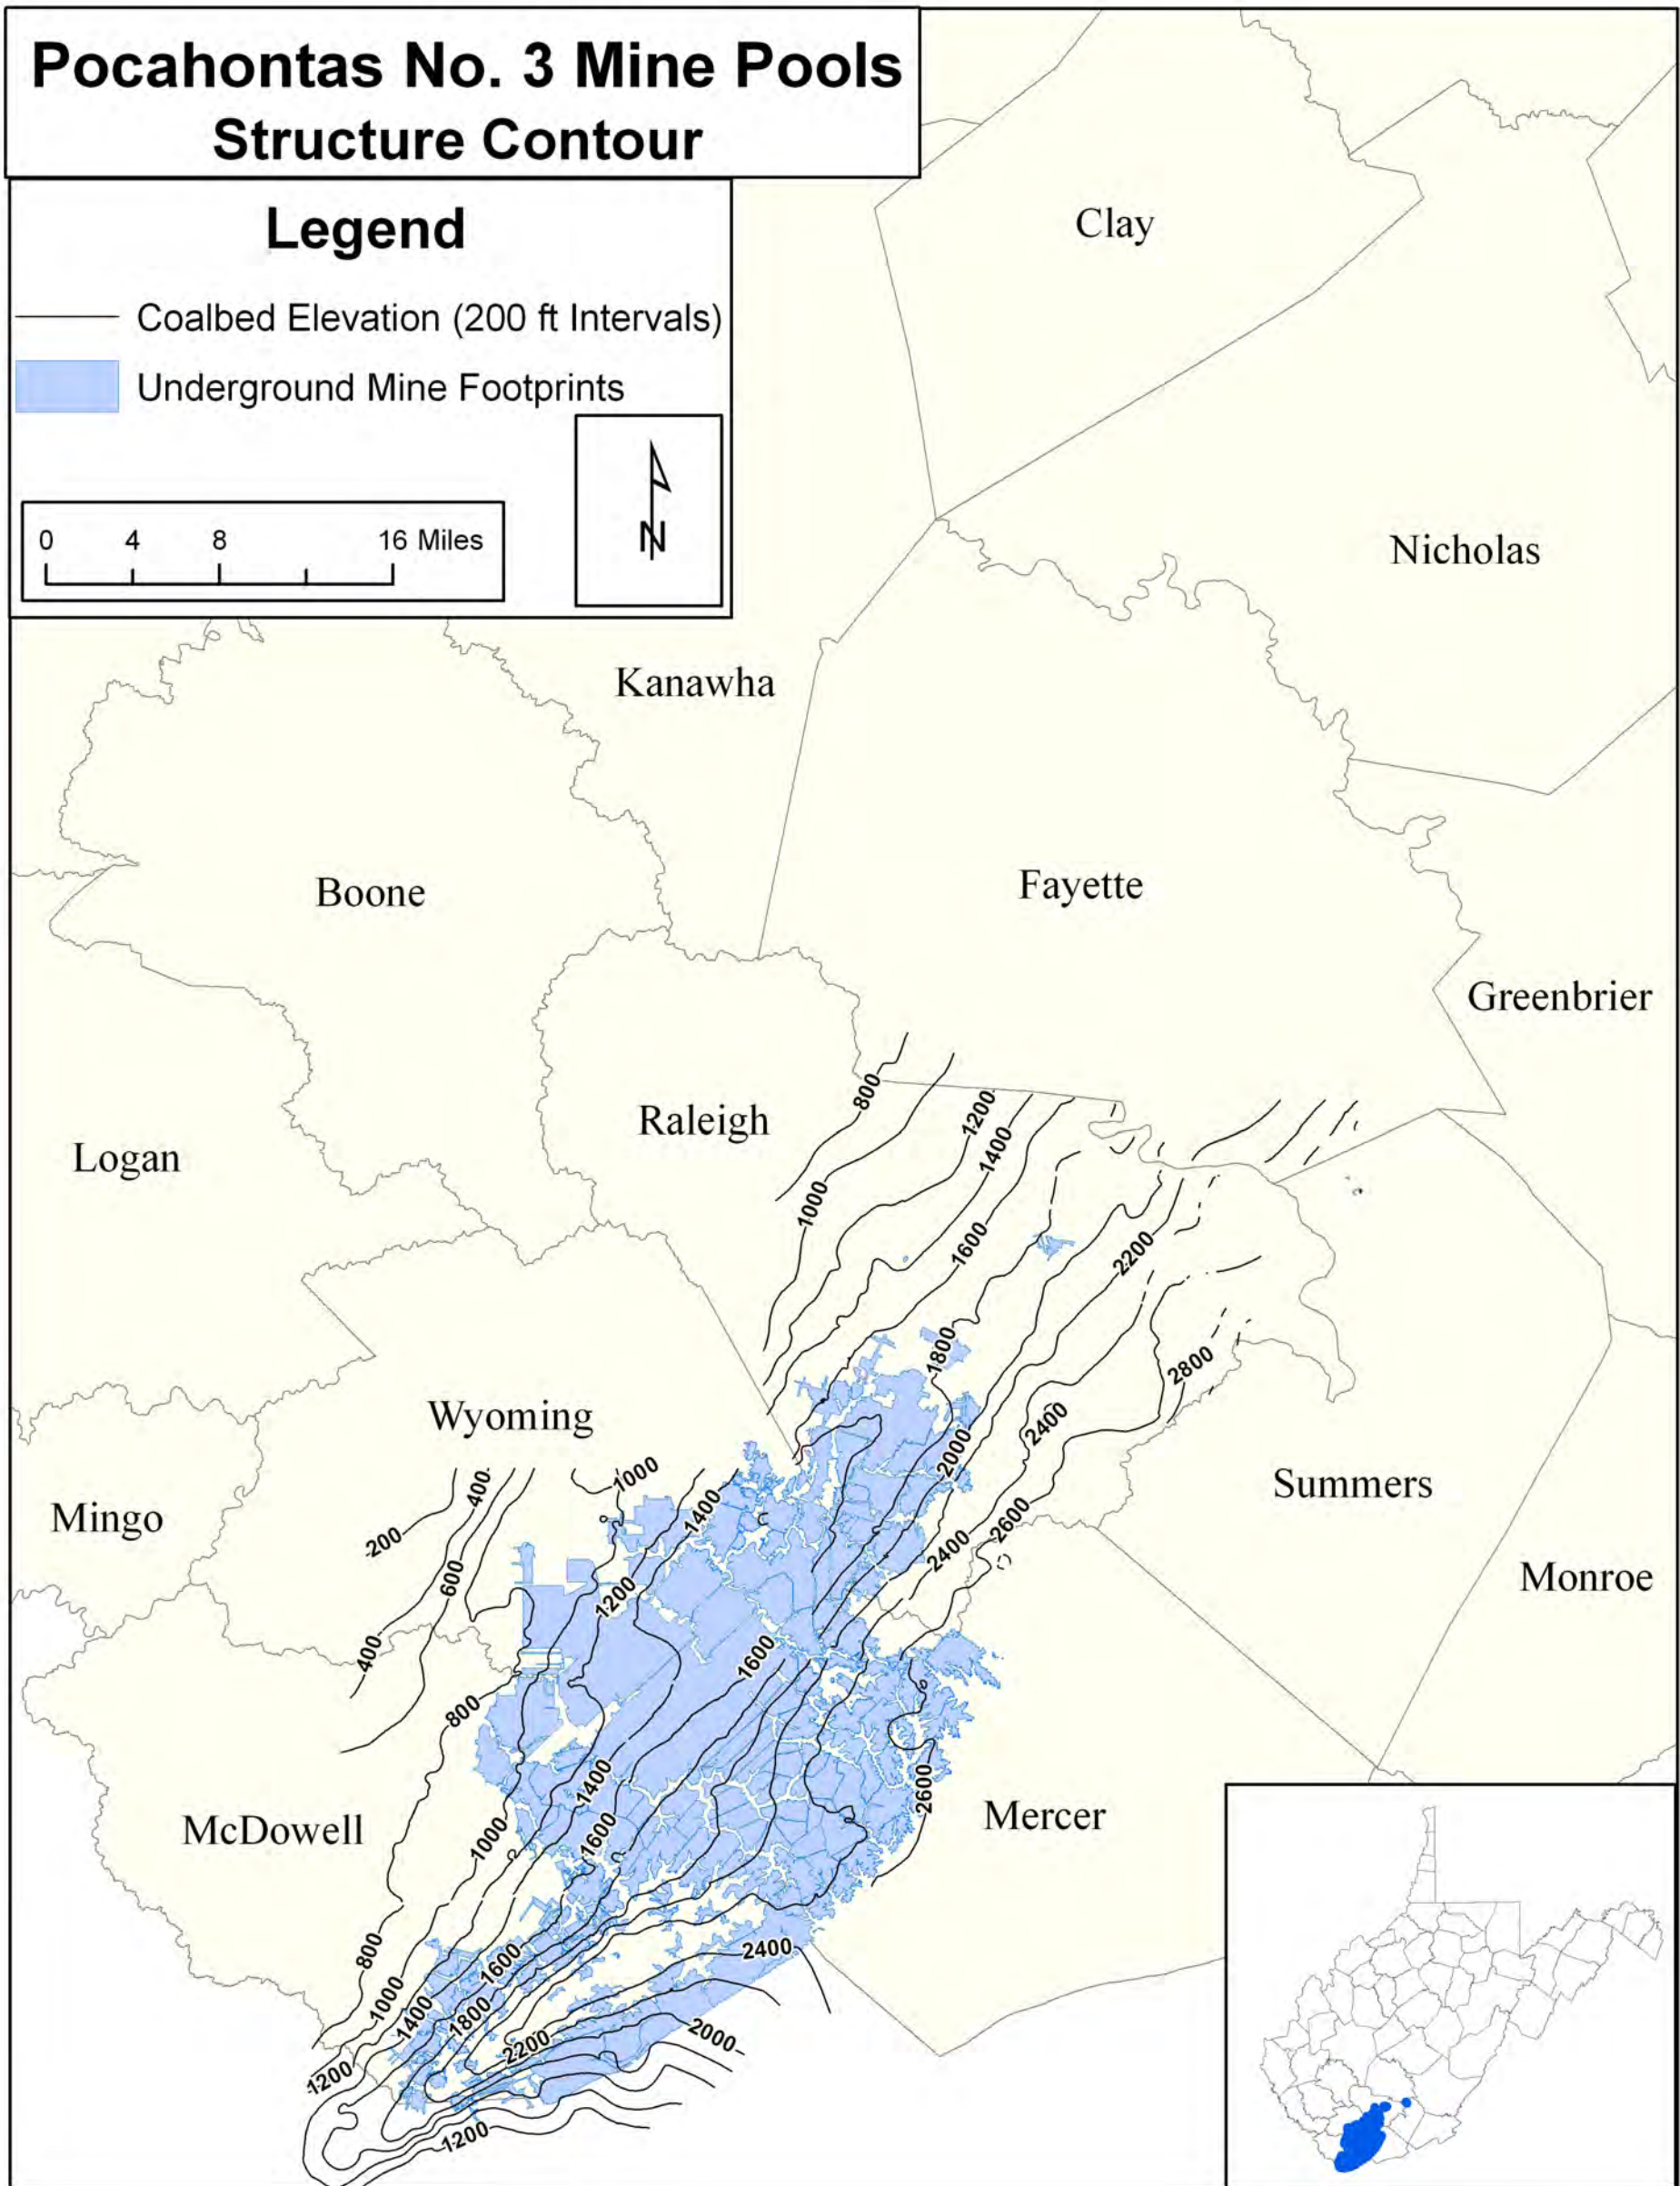 Pocahontas No. 3 Mine Pools
Structure Contour
Legend
Coalbed Elevation (200 ft Intervals)
Underground Mine Footprints
0 4 8 16 Miles
N
Clay
Nicholas
Kanawha
Boone
Fayette
Greenbrier
Raleigh
Logan
Wyoming
Mingo
Summers
Monroe
McDowell
Mercer
800
1200
1400
1000
1600
2200
1800
2800
2400
2000
1000
400
1400
200
2600
2400
600
1200
400
1600
800
1400
2600
1600
1000
2400
800
1600
1000
1400
1800
2000
2200
1200
1200